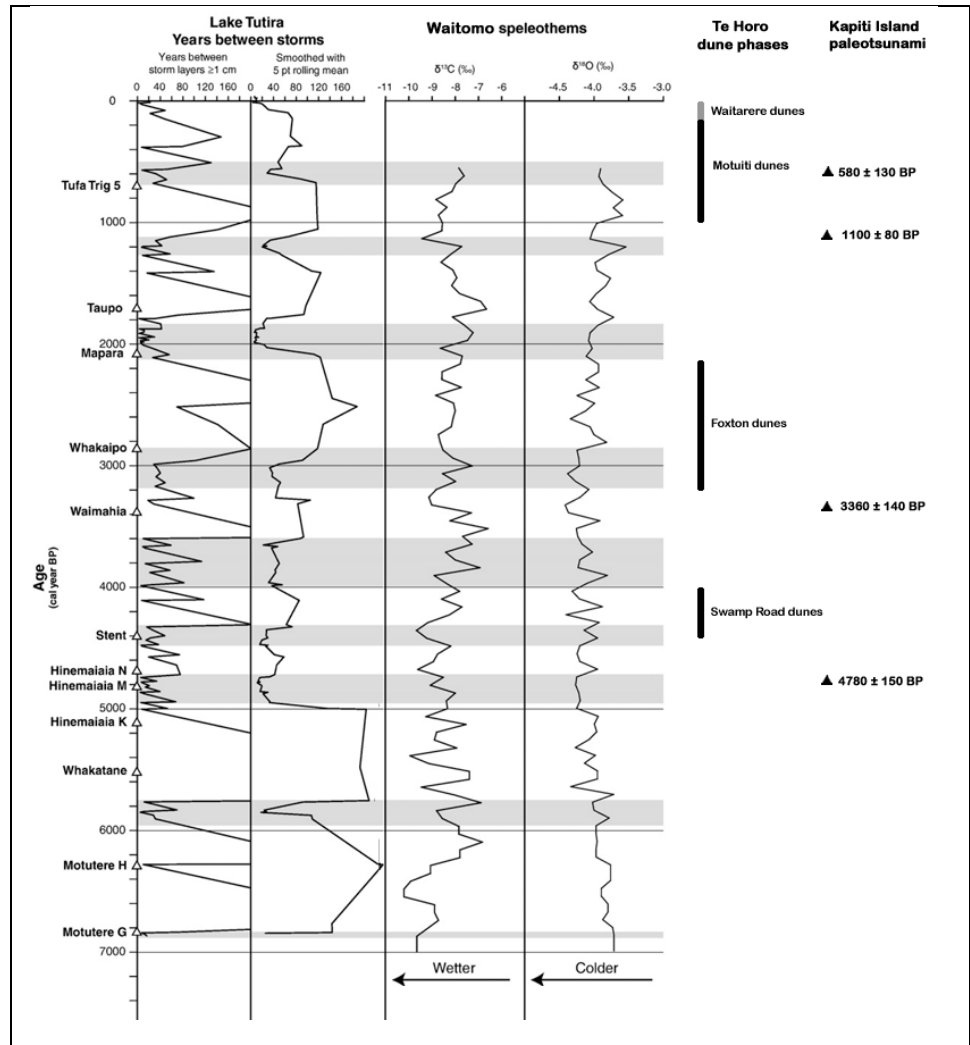 Lake Tutira
Years between storms
Waitomo speleothems
Te Horo
dune phases
Kapiti Island
paleotsunami
Years between
storm layers ≥1 cm
Smoothed with
5 pt rolling mean
δ¹³C (‰)
δ¹⁸O (‰)
0 40 80 120 160
0 40 80 120 160
-11 -10 -9 -8 -7 -6
-4.5 -4.0 -3.5 -3.0
0
Waitarere dunes
Motuiti dunes
580 ± 130 BP
Tufa Trig 5
1000
1100 ± 80 BP
Taupo
2000
Mapara
Foxton dunes
Whakaipo
3000
3360 ± 140 BP
Waimahia
Age
(cal year BP)
4000
Swamp Road dunes
Stent
Hinemaiaia N
Hinemaiaia M
4780 ± 150 BP
5000
Hinemaiaia K
Whakatane
6000
Motutere H
Motutere G
7000
Wetter
Colder